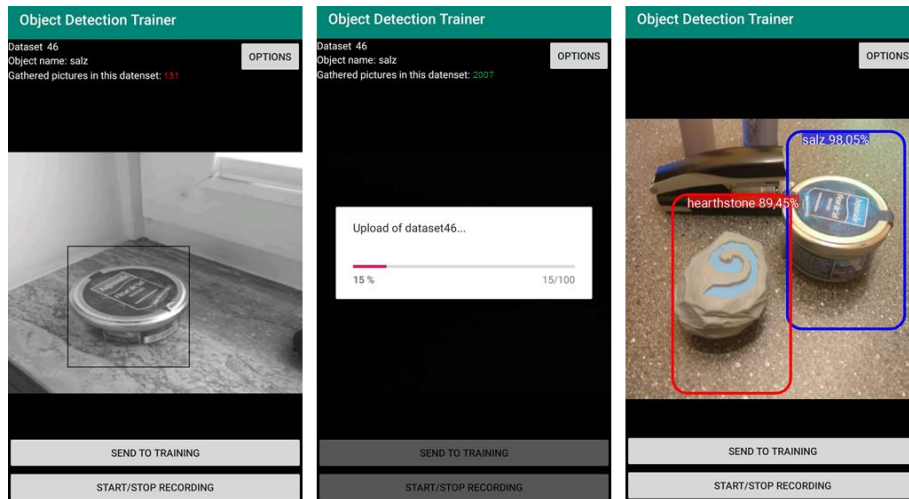 Object Detection Trainer
Dataset 46
Object name: salz
Gathered pictures in this datenset: 131
OPTIONS
SEND TO TRAINING
START/STOP RECORDING
Object Detection Trainer
Dataset 46
Object name: salz
Gathered pictures in this datenset: 2007
OPTIONS
Upload of dataset46...
15 %
15/100
SEND TO TRAINING
START/STOP RECORDING
Object Detection Trainer
OPTIONS
salz 98,05%
hearthstone 89,45%
SEND TO TRAINING
START/STOP RECORDING